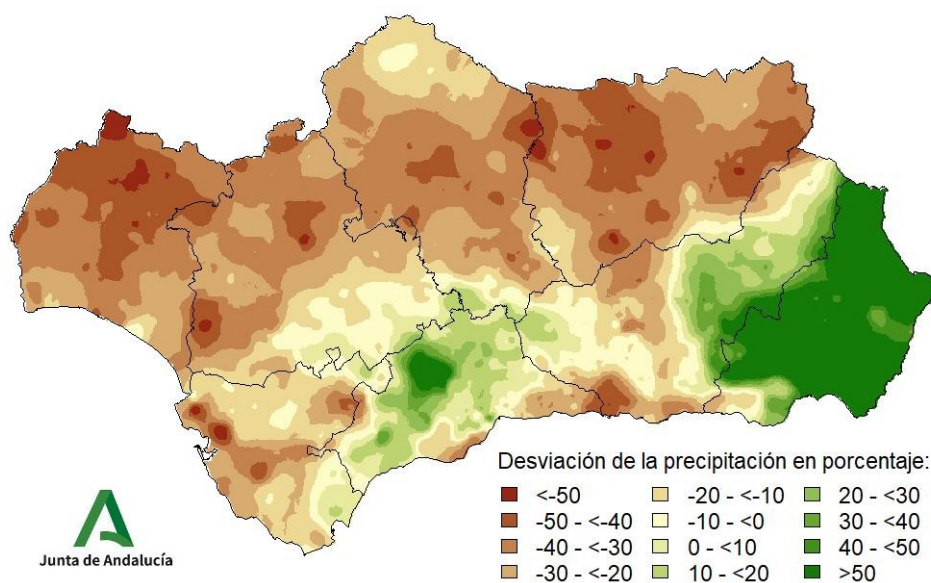 Desviación de la precipitación en porcentaje:
<-50
-50 - <-40
-40 - <-30
-30 - <-20
-20 - <-10
-10 - <0
0 - <10
10 - <20
20 - <30
30 - <40
40 - <50
>50
Junta de Andalucía